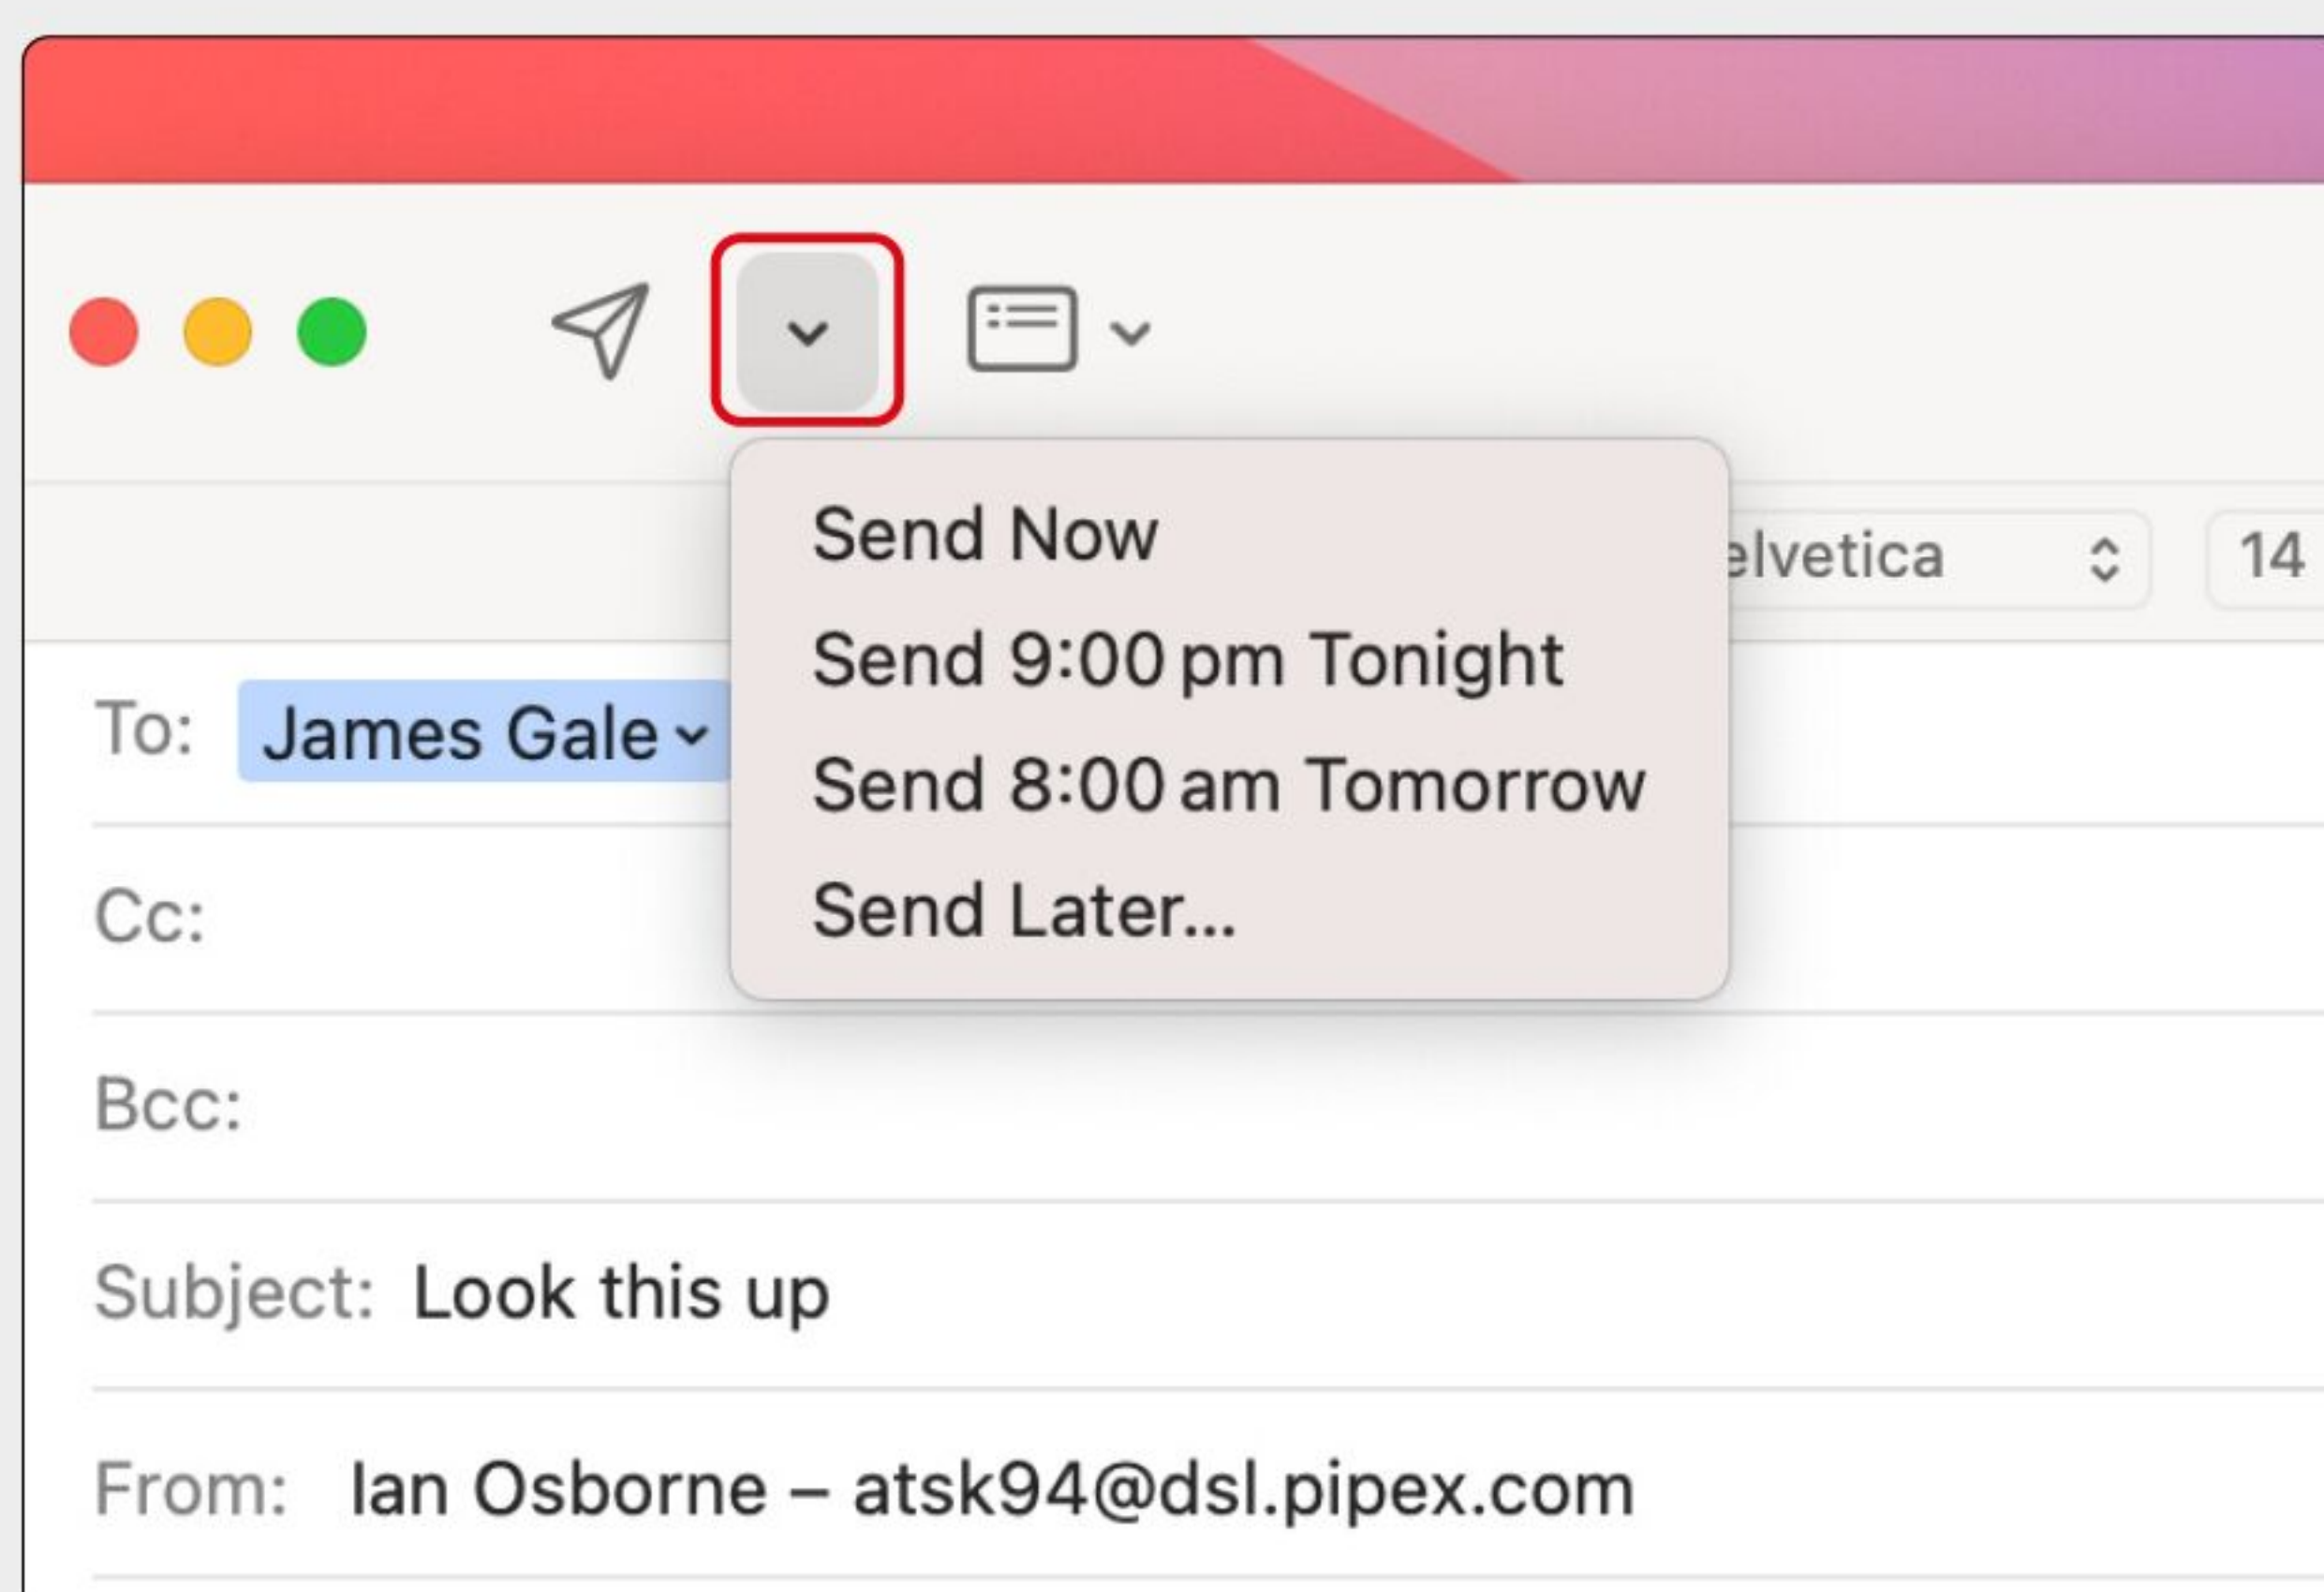 Send Now
Send 9:00 pm Tonight
Send 8:00 am Tomorrow
Send Later...
elvetica
14
To: James Gale
Cc:
Bcc:
Subject: Look this up
From: Ian Osborne – atsk94@dsl.pipex.com